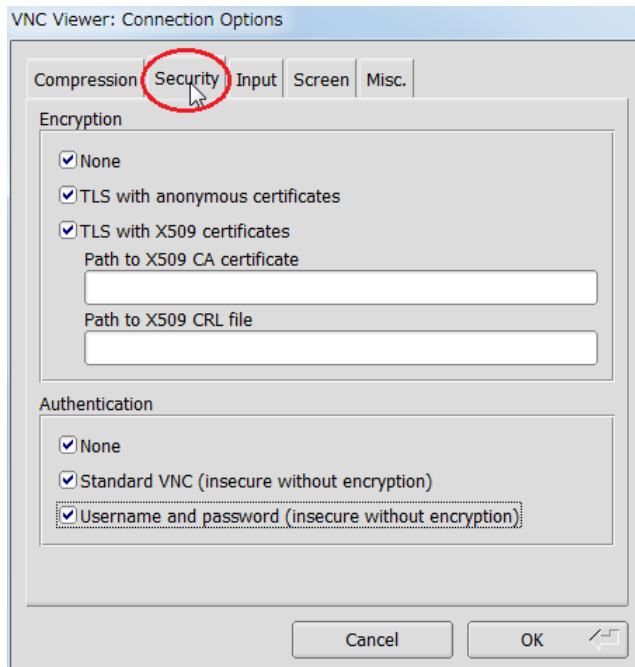 VNC Viewer: Connection Options
Compression Security Input Screen Misc.
Encryption
None
TLS with anonymous certificates
TLS with X509 certificates
Path to X509 CA certificate
Path to X509 CRL file
Authentication
None
Standard VNC (insecure without encryption)
Username and password (insecure without encryption)
Cancel OK